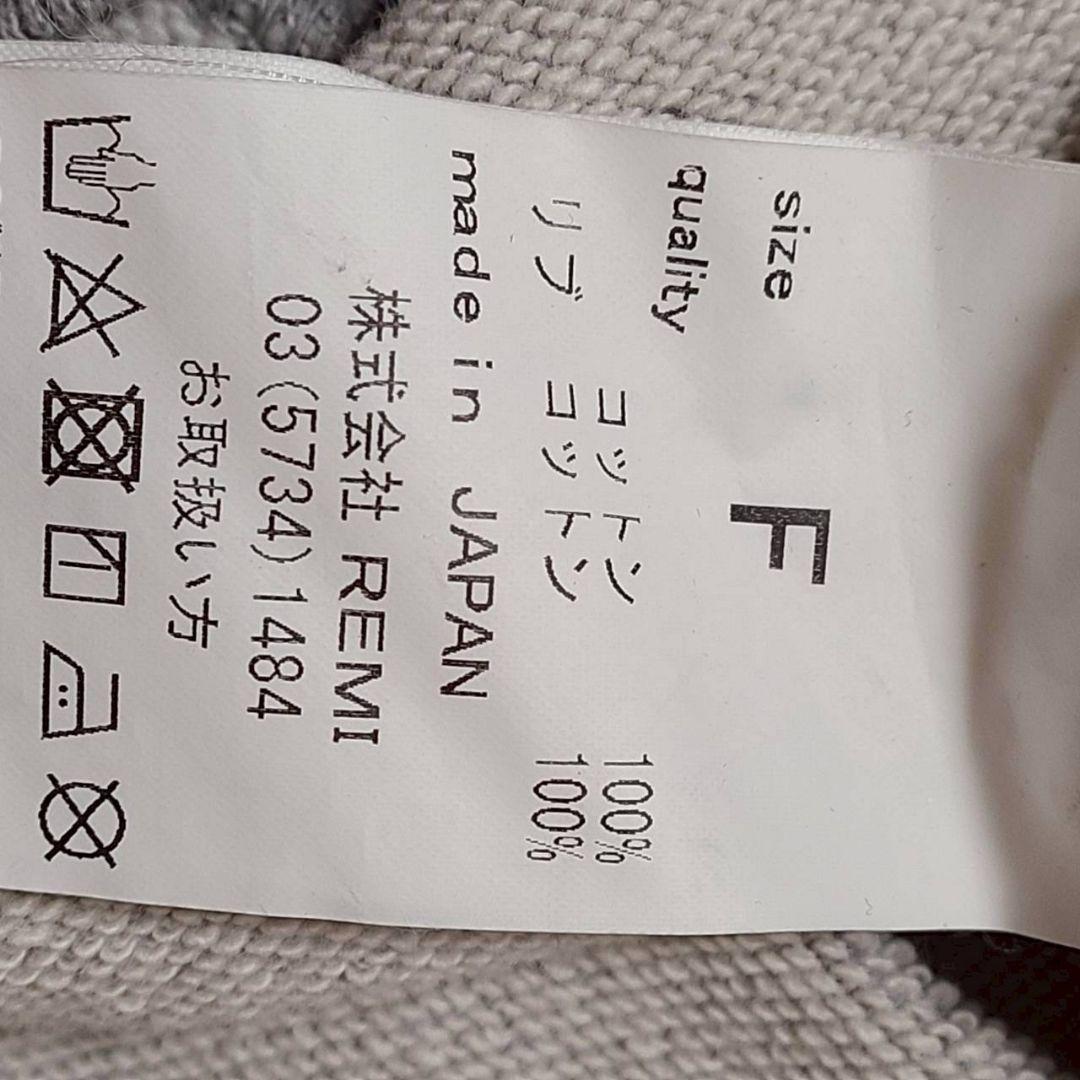 size F
quality
コットン 100%
リブ コットン 100%
made in JAPAN
株式会社 REMI
03(5734)1484
お取扱い方